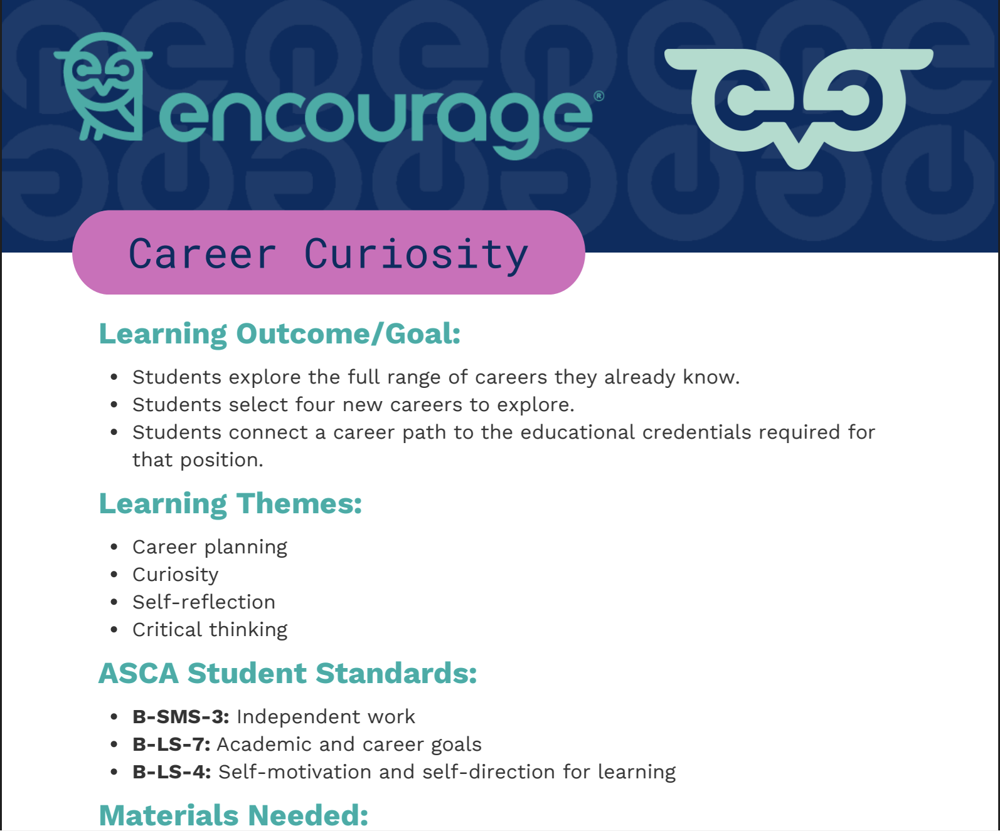 encourage®
Career Curiosity
Learning Outcome/Goal:
• Students explore the full range of careers they already know.
• Students select four new careers to explore.
• Students connect a career path to the educational credentials required for
that position.
Learning Themes:
• Career planning
• Curiosity
• Self-reflection
• Critical thinking
ASCA Student Standards:
• B-SMS-3: Independent work
• B-LS-7: Academic and career goals
• B-LS-4: Self-motivation and self-direction for learning
Materials Needed: